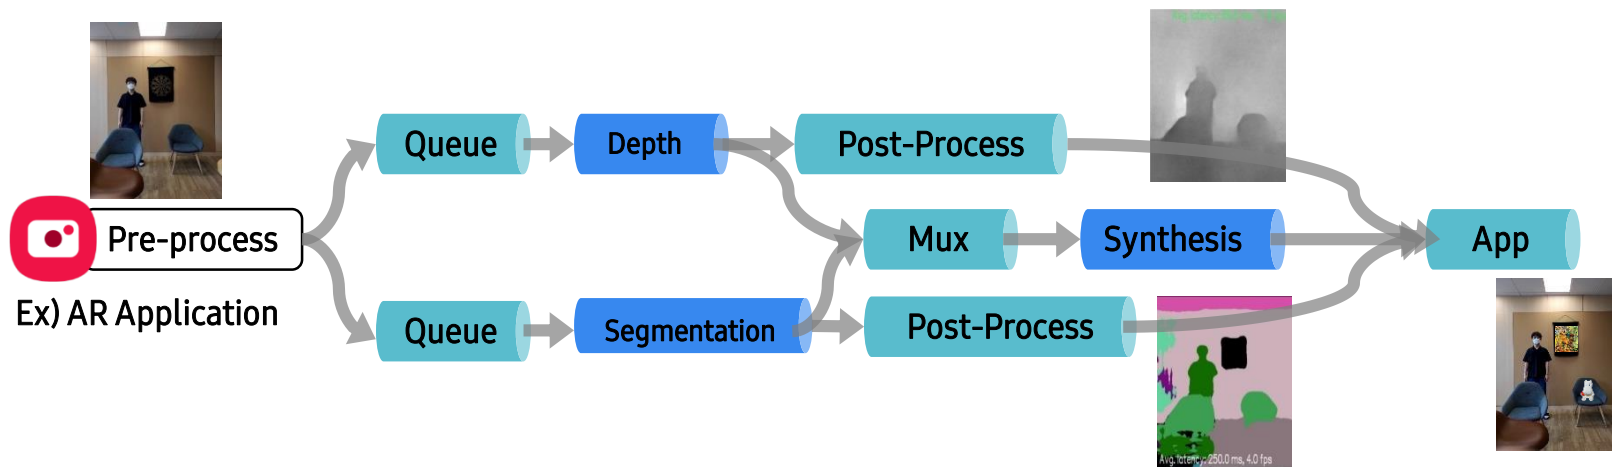 Queue
Depth
Post-Process
Pre-process
Mux
Synthesis
App
Ex) AR Application
Queue
Segmentation
Post-Process
Avg. latency: 250.0 ms, 4.0 fps